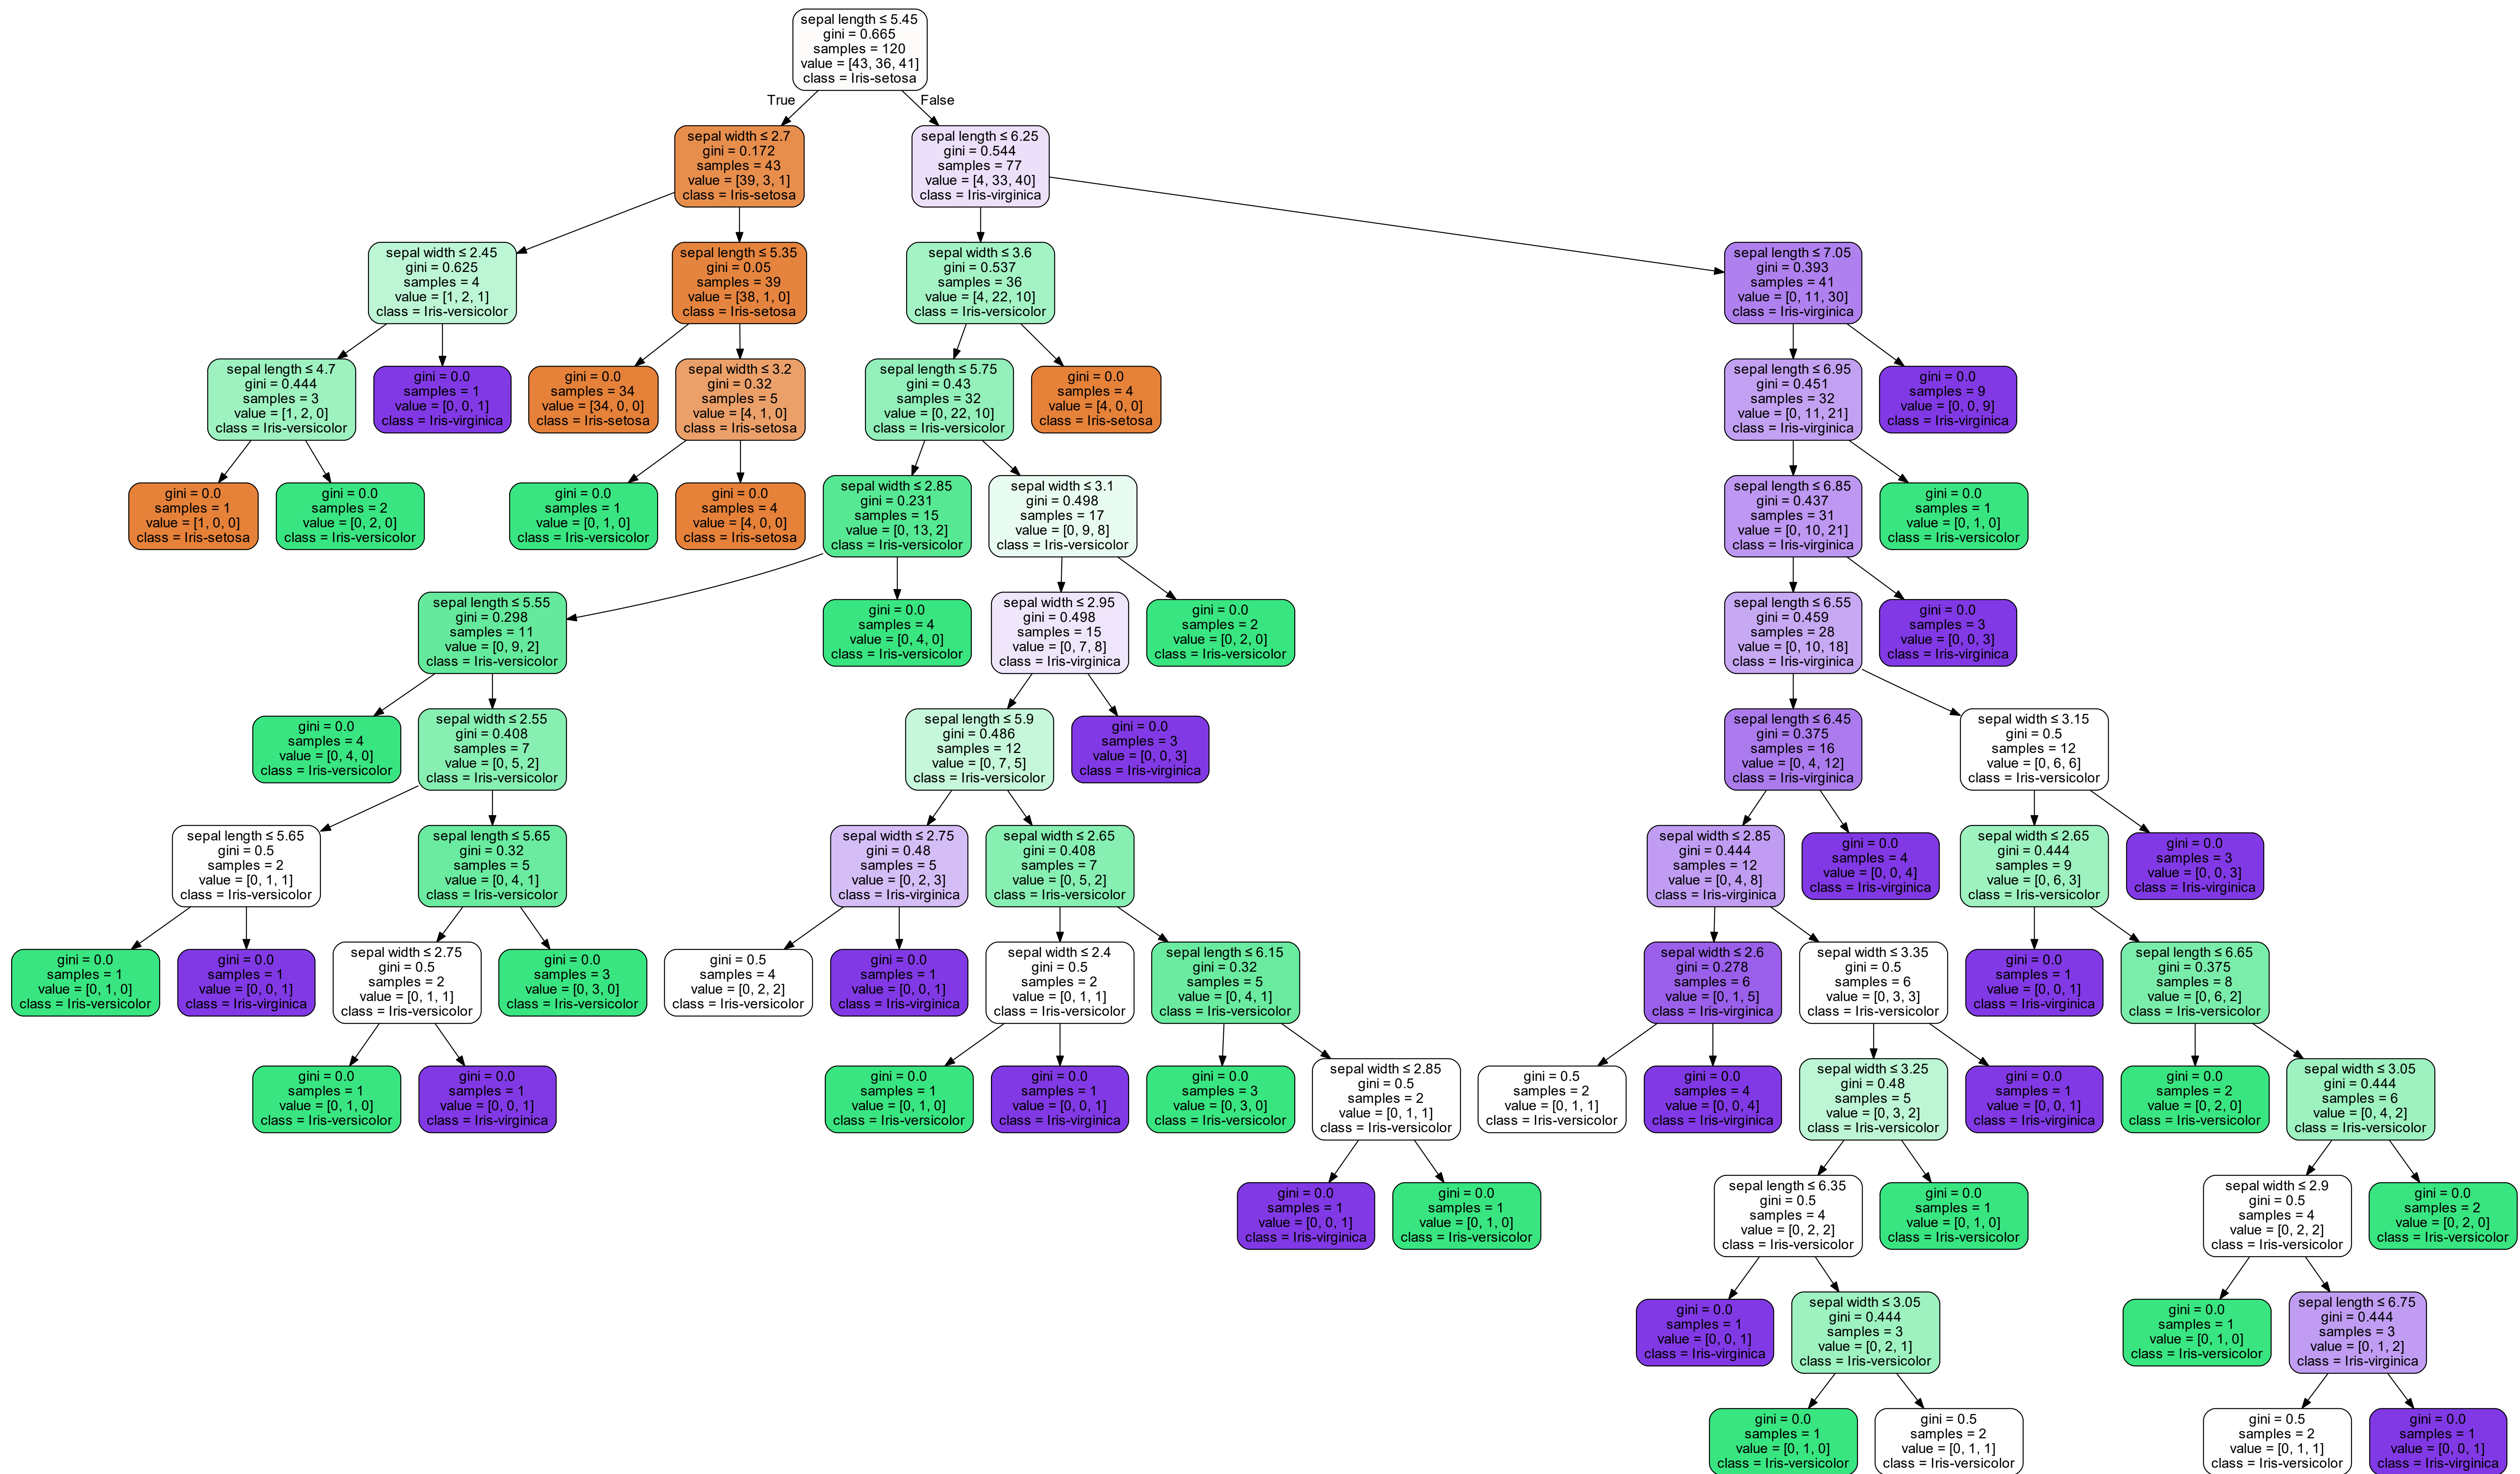 sepal length ≤ 5.45
gini = 0.665
samples = 120
value = [43, 36, 41]
class = Iris-setosa
True
False
sepal width ≤ 2.7
gini = 0.172
samples = 43
value = [39, 3, 1]
class = Iris-setosa
sepal length ≤ 6.25
gini = 0.544
samples = 77
value = [4, 33, 40]
class = Iris-virginica
sepal width ≤ 2.45
gini = 0.625
samples = 4
value = [1, 2, 1]
class = Iris-versicolor
sepal length ≤ 5.35
gini = 0.05
samples = 39
value = [38, 1, 0]
class = Iris-setosa
sepal width ≤ 3.6
gini = 0.537
samples = 36
value = [4, 22, 10]
class = Iris-versicolor
sepal length ≤ 7.05
gini = 0.393
samples = 41
value = [0, 11, 30]
class = Iris-virginica
sepal length ≤ 4.7
gini = 0.444
samples = 3
value = [1, 2, 0]
class = Iris-versicolor
gini = 0.0
samples = 1
value = [0, 0, 1]
class = Iris-virginica
gini = 0.0
samples = 34
value = [34, 0, 0]
class = Iris-setosa
sepal width ≤ 3.2
gini = 0.32
samples = 5
value = [4, 1, 0]
class = Iris-setosa
sepal length ≤ 5.75
gini = 0.43
samples = 32
value = [0, 22, 10]
class = Iris-versicolor
gini = 0.0
samples = 4
value = [4, 0, 0]
class = Iris-setosa
sepal length ≤ 6.95
gini = 0.451
samples = 32
value = [0, 11, 21]
class = Iris-virginica
gini = 0.0
samples = 9
value = [0, 0, 9]
class = Iris-virginica
gini = 0.0
samples = 1
value = [1, 0, 0]
class = Iris-setosa
gini = 0.0
samples = 2
value = [0, 2, 0]
class = Iris-versicolor
gini = 0.0
samples = 1
value = [0, 1, 0]
class = Iris-versicolor
gini = 0.0
samples = 4
value = [4, 0, 0]
class = Iris-setosa
sepal width ≤ 2.85
gini = 0.231
samples = 15
value = [0, 13, 2]
class = Iris-versicolor
sepal width ≤ 3.1
gini = 0.498
samples = 17
value = [0, 9, 8]
class = Iris-versicolor
sepal length ≤ 6.85
gini = 0.437
samples = 31
value = [0, 10, 21]
class = Iris-virginica
gini = 0.0
samples = 1
value = [0, 1, 0]
class = Iris-versicolor
sepal length ≤ 5.55
gini = 0.298
samples = 11
value = [0, 9, 2]
class = Iris-versicolor
gini = 0.0
samples = 4
value = [0, 4, 0]
class = Iris-versicolor
sepal width ≤ 2.95
gini = 0.498
samples = 15
value = [0, 7, 8]
class = Iris-virginica
gini = 0.0
samples = 2
value = [0, 2, 0]
class = Iris-versicolor
sepal length ≤ 6.55
gini = 0.459
samples = 28
value = [0, 10, 18]
class = Iris-virginica
gini = 0.0
samples = 3
value = [0, 0, 3]
class = Iris-virginica
gini = 0.0
samples = 4
value = [0, 4, 0]
class = Iris-versicolor
sepal width ≤ 2.55
gini = 0.408
samples = 7
value = [0, 5, 2]
class = Iris-versicolor
sepal length ≤ 5.9
gini = 0.486
samples = 12
value = [0, 7, 5]
class = Iris-versicolor
gini = 0.0
samples = 3
value = [0, 0, 3]
class = Iris-virginica
sepal length ≤ 6.45
gini = 0.375
samples = 16
value = [0, 4, 12]
class = Iris-virginica
sepal width ≤ 3.15
gini = 0.5
samples = 12
value = [0, 6, 6]
class = Iris-versicolor
sepal length ≤ 5.65
gini = 0.5
samples = 2
value = [0, 1, 1]
class = Iris-versicolor
sepal length ≤ 5.65
gini = 0.32
samples = 5
value = [0, 4, 1]
class = Iris-versicolor
sepal width ≤ 2.75
gini = 0.48
samples = 5
value = [0, 2, 3]
class = Iris-virginica
sepal width ≤ 2.65
gini = 0.408
samples = 7
value = [0, 5, 2]
class = Iris-versicolor
sepal width ≤ 2.85
gini = 0.444
samples = 12
value = [0, 4, 8]
class = Iris-virginica
gini = 0.0
samples = 4
value = [0, 0, 4]
class = Iris-virginica
sepal width ≤ 2.65
gini = 0.444
samples = 9
value = [0, 6, 3]
class = Iris-versicolor
gini = 0.0
samples = 3
value = [0, 0, 3]
class = Iris-virginica
gini = 0.0
samples = 1
value = [0, 1, 0]
class = Iris-versicolor
gini = 0.0
samples = 1
value = [0, 0, 1]
class = Iris-virginica
sepal width ≤ 2.75
gini = 0.5
samples = 2
value = [0, 1, 1]
class = Iris-versicolor
gini = 0.0
samples = 3
value = [0, 3, 0]
class = Iris-versicolor
gini = 0.5
samples = 4
value = [0, 2, 2]
class = Iris-versicolor
gini = 0.0
samples = 1
value = [0, 0, 1]
class = Iris-virginica
sepal width ≤ 2.4
gini = 0.5
samples = 2
value = [0, 1, 1]
class = Iris-versicolor
sepal length ≤ 6.15
gini = 0.32
samples = 5
value = [0, 4, 1]
class = Iris-versicolor
sepal width ≤ 2.6
gini = 0.278
samples = 6
value = [0, 1, 5]
class = Iris-virginica
sepal width ≤ 3.35
gini = 0.5
samples = 6
value = [0, 3, 3]
class = Iris-versicolor
gini = 0.0
samples = 1
value = [0, 0, 1]
class = Iris-virginica
sepal length ≤ 6.65
gini = 0.375
samples = 8
value = [0, 6, 2]
class = Iris-versicolor
gini = 0.0
samples = 1
value = [0, 1, 0]
class = Iris-versicolor
gini = 0.0
samples = 1
value = [0, 0, 1]
class = Iris-virginica
gini = 0.0
samples = 1
value = [0, 1, 0]
class = Iris-versicolor
gini = 0.0
samples = 1
value = [0, 0, 1]
class = Iris-virginica
gini = 0.0
samples = 3
value = [0, 3, 0]
class = Iris-versicolor
sepal width ≤ 2.85
gini = 0.5
samples = 2
value = [0, 1, 1]
class = Iris-versicolor
gini = 0.5
samples = 2
value = [0, 1, 1]
class = Iris-versicolor
gini = 0.0
samples = 4
value = [0, 0, 4]
class = Iris-virginica
sepal width ≤ 3.25
gini = 0.48
samples = 5
value = [0, 3, 2]
class = Iris-versicolor
gini = 0.0
samples = 1
value = [0, 0, 1]
class = Iris-virginica
gini = 0.0
samples = 2
value = [0, 2, 0]
class = Iris-versicolor
sepal width ≤ 3.05
gini = 0.444
samples = 6
value = [0, 4, 2]
class = Iris-versicolor
gini = 0.0
samples = 1
value = [0, 0, 1]
class = Iris-virginica
gini = 0.0
samples = 1
value = [0, 1, 0]
class = Iris-versicolor
sepal length ≤ 6.35
gini = 0.5
samples = 4
value = [0, 2, 2]
class = Iris-versicolor
gini = 0.0
samples = 1
value = [0, 1, 0]
class = Iris-versicolor
sepal width ≤ 2.9
gini = 0.5
samples = 4
value = [0, 2, 2]
class = Iris-versicolor
gini = 0.0
samples = 2
value = [0, 2, 0]
class = Iris-versicolor
gini = 0.0
samples = 1
value = [0, 0, 1]
class = Iris-virginica
sepal width ≤ 3.05
gini = 0.444
samples = 3
value = [0, 2, 1]
class = Iris-versicolor
gini = 0.0
samples = 1
value = [0, 1, 0]
class = Iris-versicolor
sepal length ≤ 6.75
gini = 0.444
samples = 3
value = [0, 1, 2]
class = Iris-virginica
gini = 0.0
samples = 1
value = [0, 1, 0]
class = Iris-versicolor
gini = 0.5
samples = 2
value = [0, 1, 1]
class = Iris-versicolor
gini = 0.5
samples = 2
value = [0, 1, 1]
class = Iris-versicolor
gini = 0.0
samples = 1
value = [0, 0, 1]
class = Iris-virginica